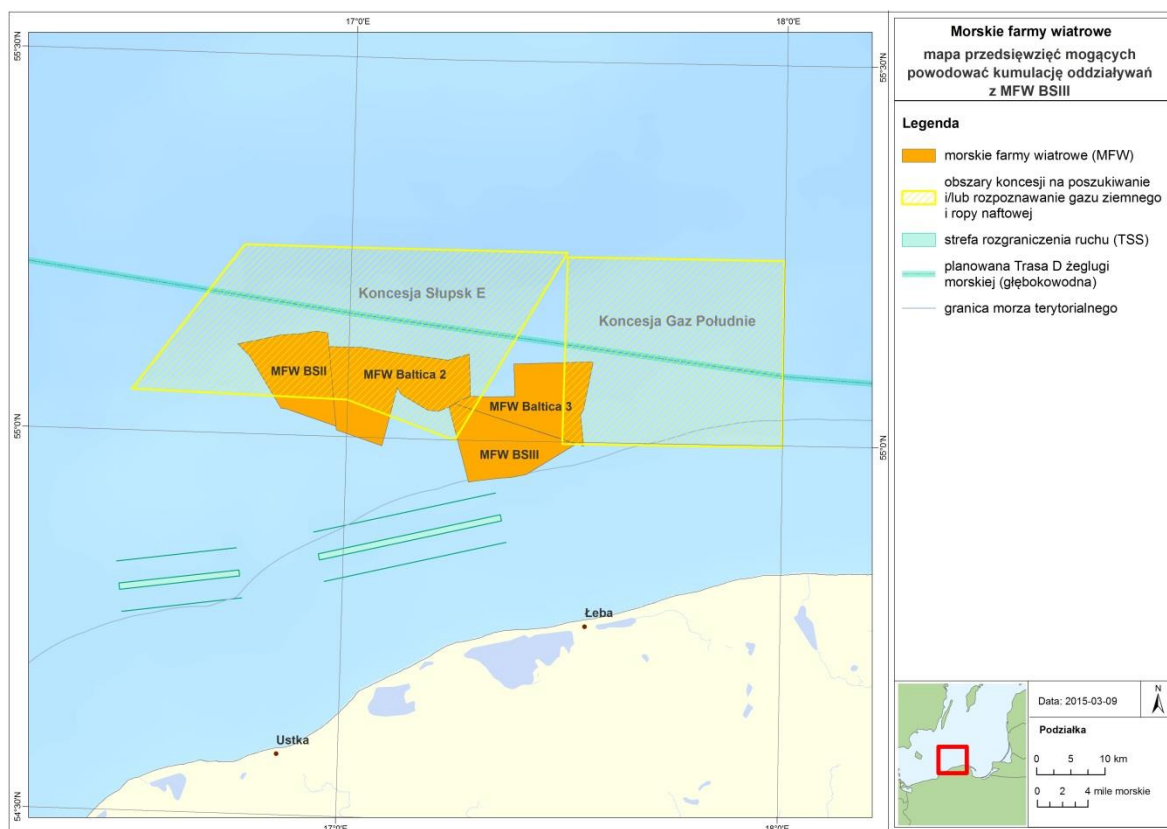 17°0'E
18°0'E
55°30'N
55°30'N
Koncesja Słupsk E
Koncesja Gaz Południe
MFW BSII
MFW Baltica 2
MFW Baltica 3
MFW BSIII
55°0'N
55°0'N
Łeba
Ustka
54°30'N
17°0'E
18°0'E
Morskie farmy wiatrowe
mapa przedsięwzięć mogących
powodować kumulację oddziaływań
z MFW BSIII
Legenda
morskie farmy wiatrowe (MFW)
obszary koncesji na poszukiwanie
i/lub rozpoznawanie gazu ziemnego
i ropy naftowej
strefa rozgraniczenia ruchu (TSS)
planowana Trasa D żeglugi
morskiej (głębokowodna)
granica morza terytorialnego
Data: 2015-03-09
N
Podziałka
0 5 10 km
0 2 4 mile morskie